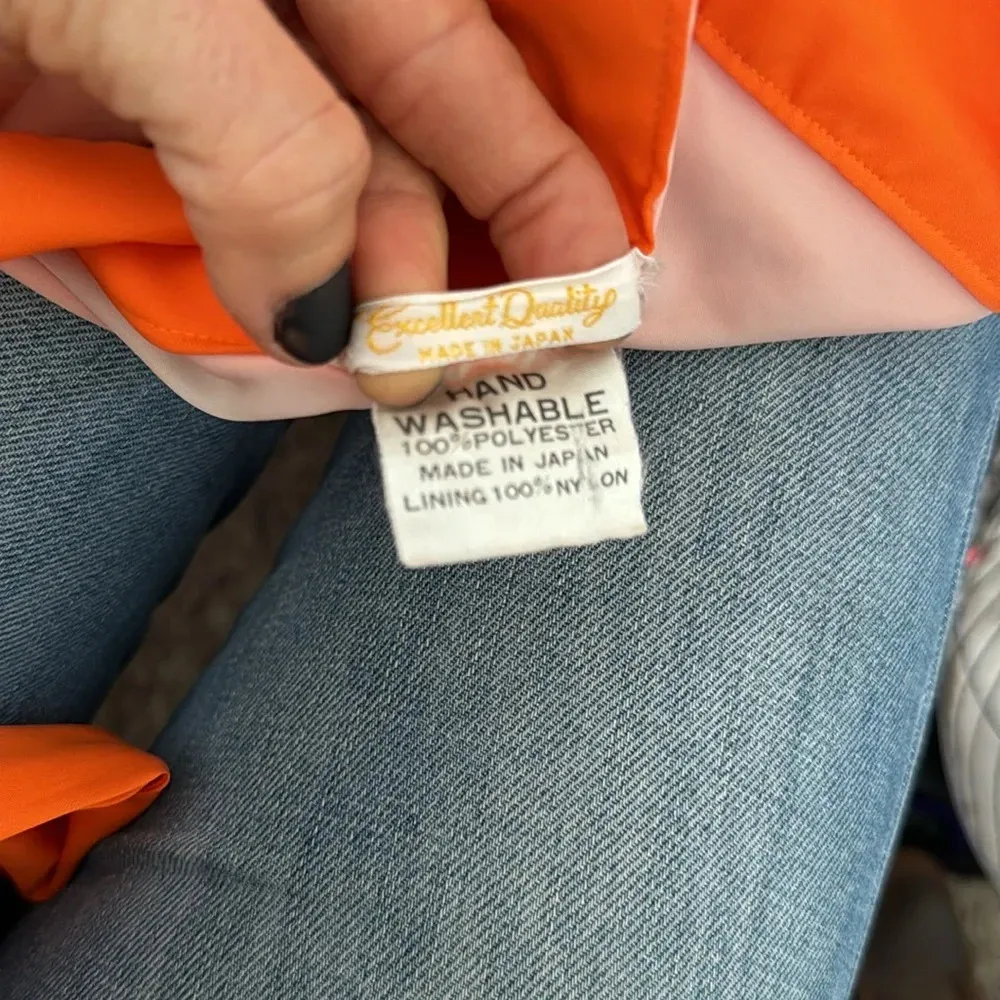 Excellent Quality
MADE IN JAPAN
HAND
WASHABLE
100% POLYESTER
MADE IN JAPAN
LINING 100% NYLON